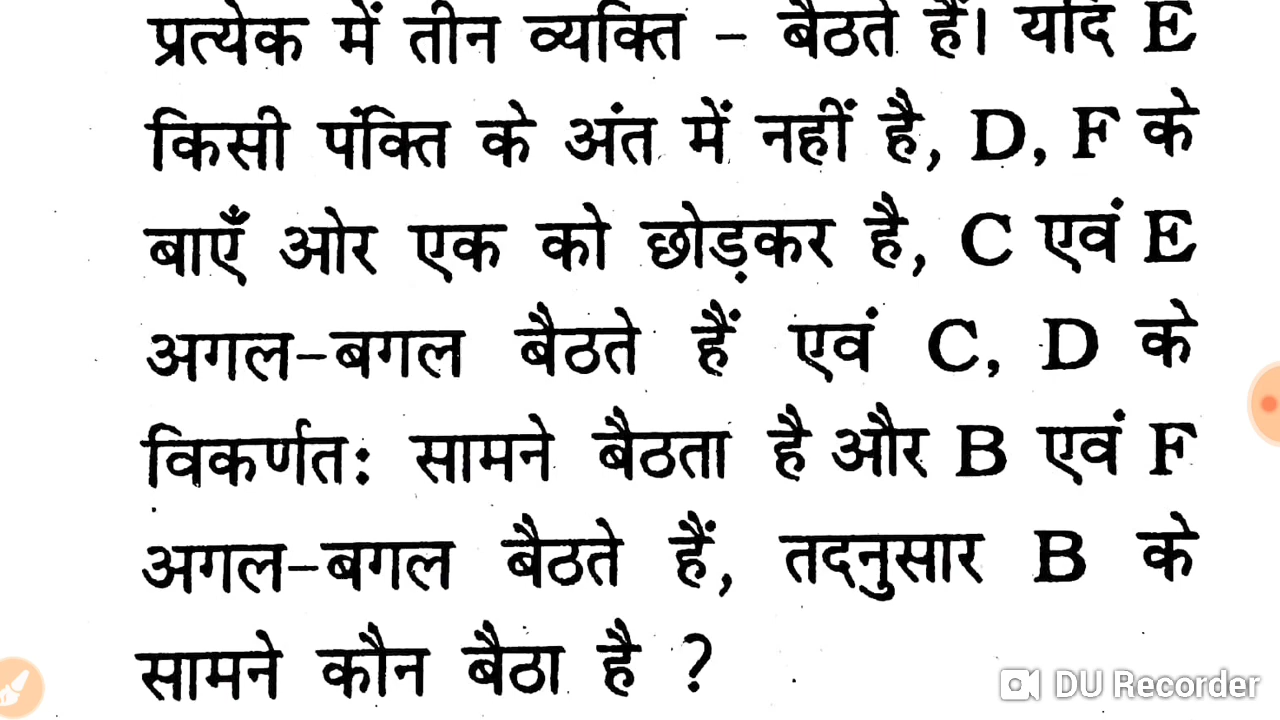 प्रत्येक में तीन व्यक्ति – बैठते हैं। यदि E
किसी पंक्ति के अंत में नहीं है, D, F के
बाएँ ओर एक को छोड़कर है, C एवं E
अगल-बगल बैठते हैं एवं C, D के
विकर्णत: सामने बैठता है और B एवं F
अगल-बगल बैठते हैं, तदनुसार B के
सामने कौन बैठा है ?
DU Recorder